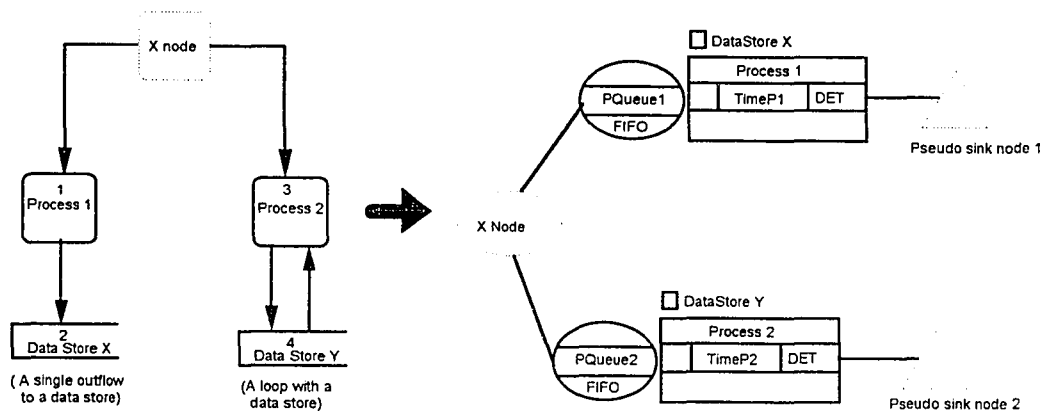 X node
1
Process 1
2
Data Store X
( A single outflow
to a data store)
3
Process 2
4
Data Store Y
(A loop with a
data store)
X Node
PQueue1
FIFO
DataStore X
Process 1
TimeP1
DET
Pseudo sink node 1
PQueue2
FIFO
DataStore Y
Process 2
TimeP2
DET
Pseudo sink node 2